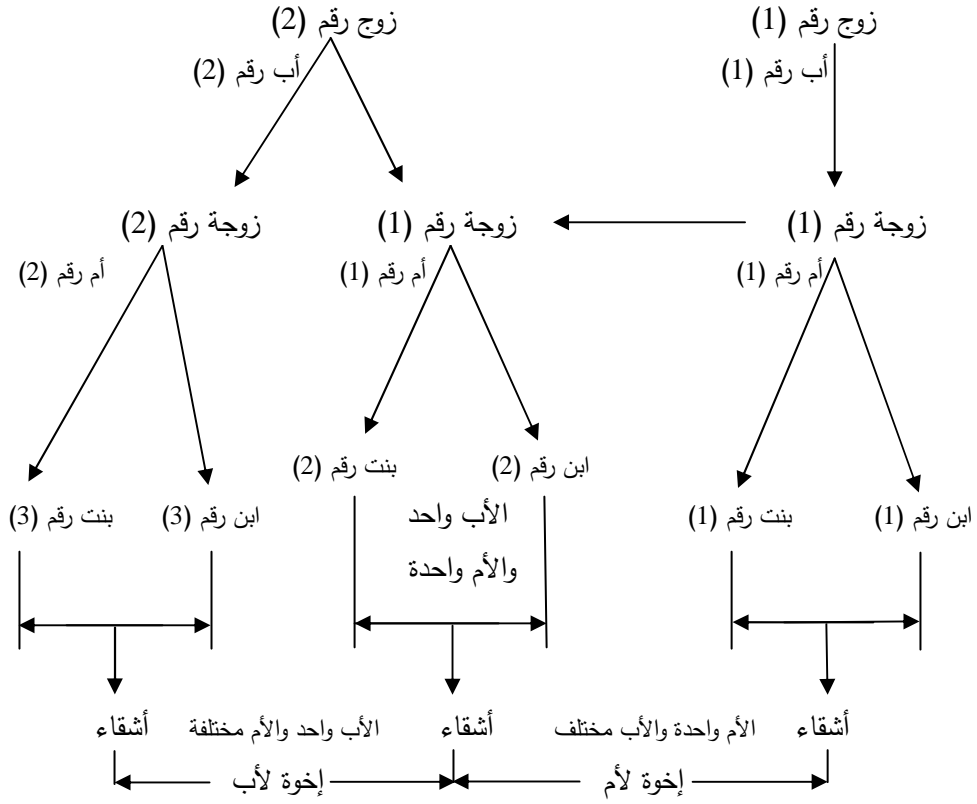 زوج رقم (1) زوج رقم (2)
أب رقم (1) أب رقم (2)
زوجة رقم (1) زوجة رقم (1) زوجة رقم (2)
أم رقم (1) أم رقم (1) أم رقم (2)
ابن رقم (2) بنت رقم (2)
ابن رقم (1) بنت رقم (1) الأب واحد ابن رقم (3) بنت رقم (3)
والأم واحدة
أشقاء الأم واحدة والأب مختلف أشقاء الأب واحد والأم مختلفة أشقاء
إخوة لأم إخوة لأب